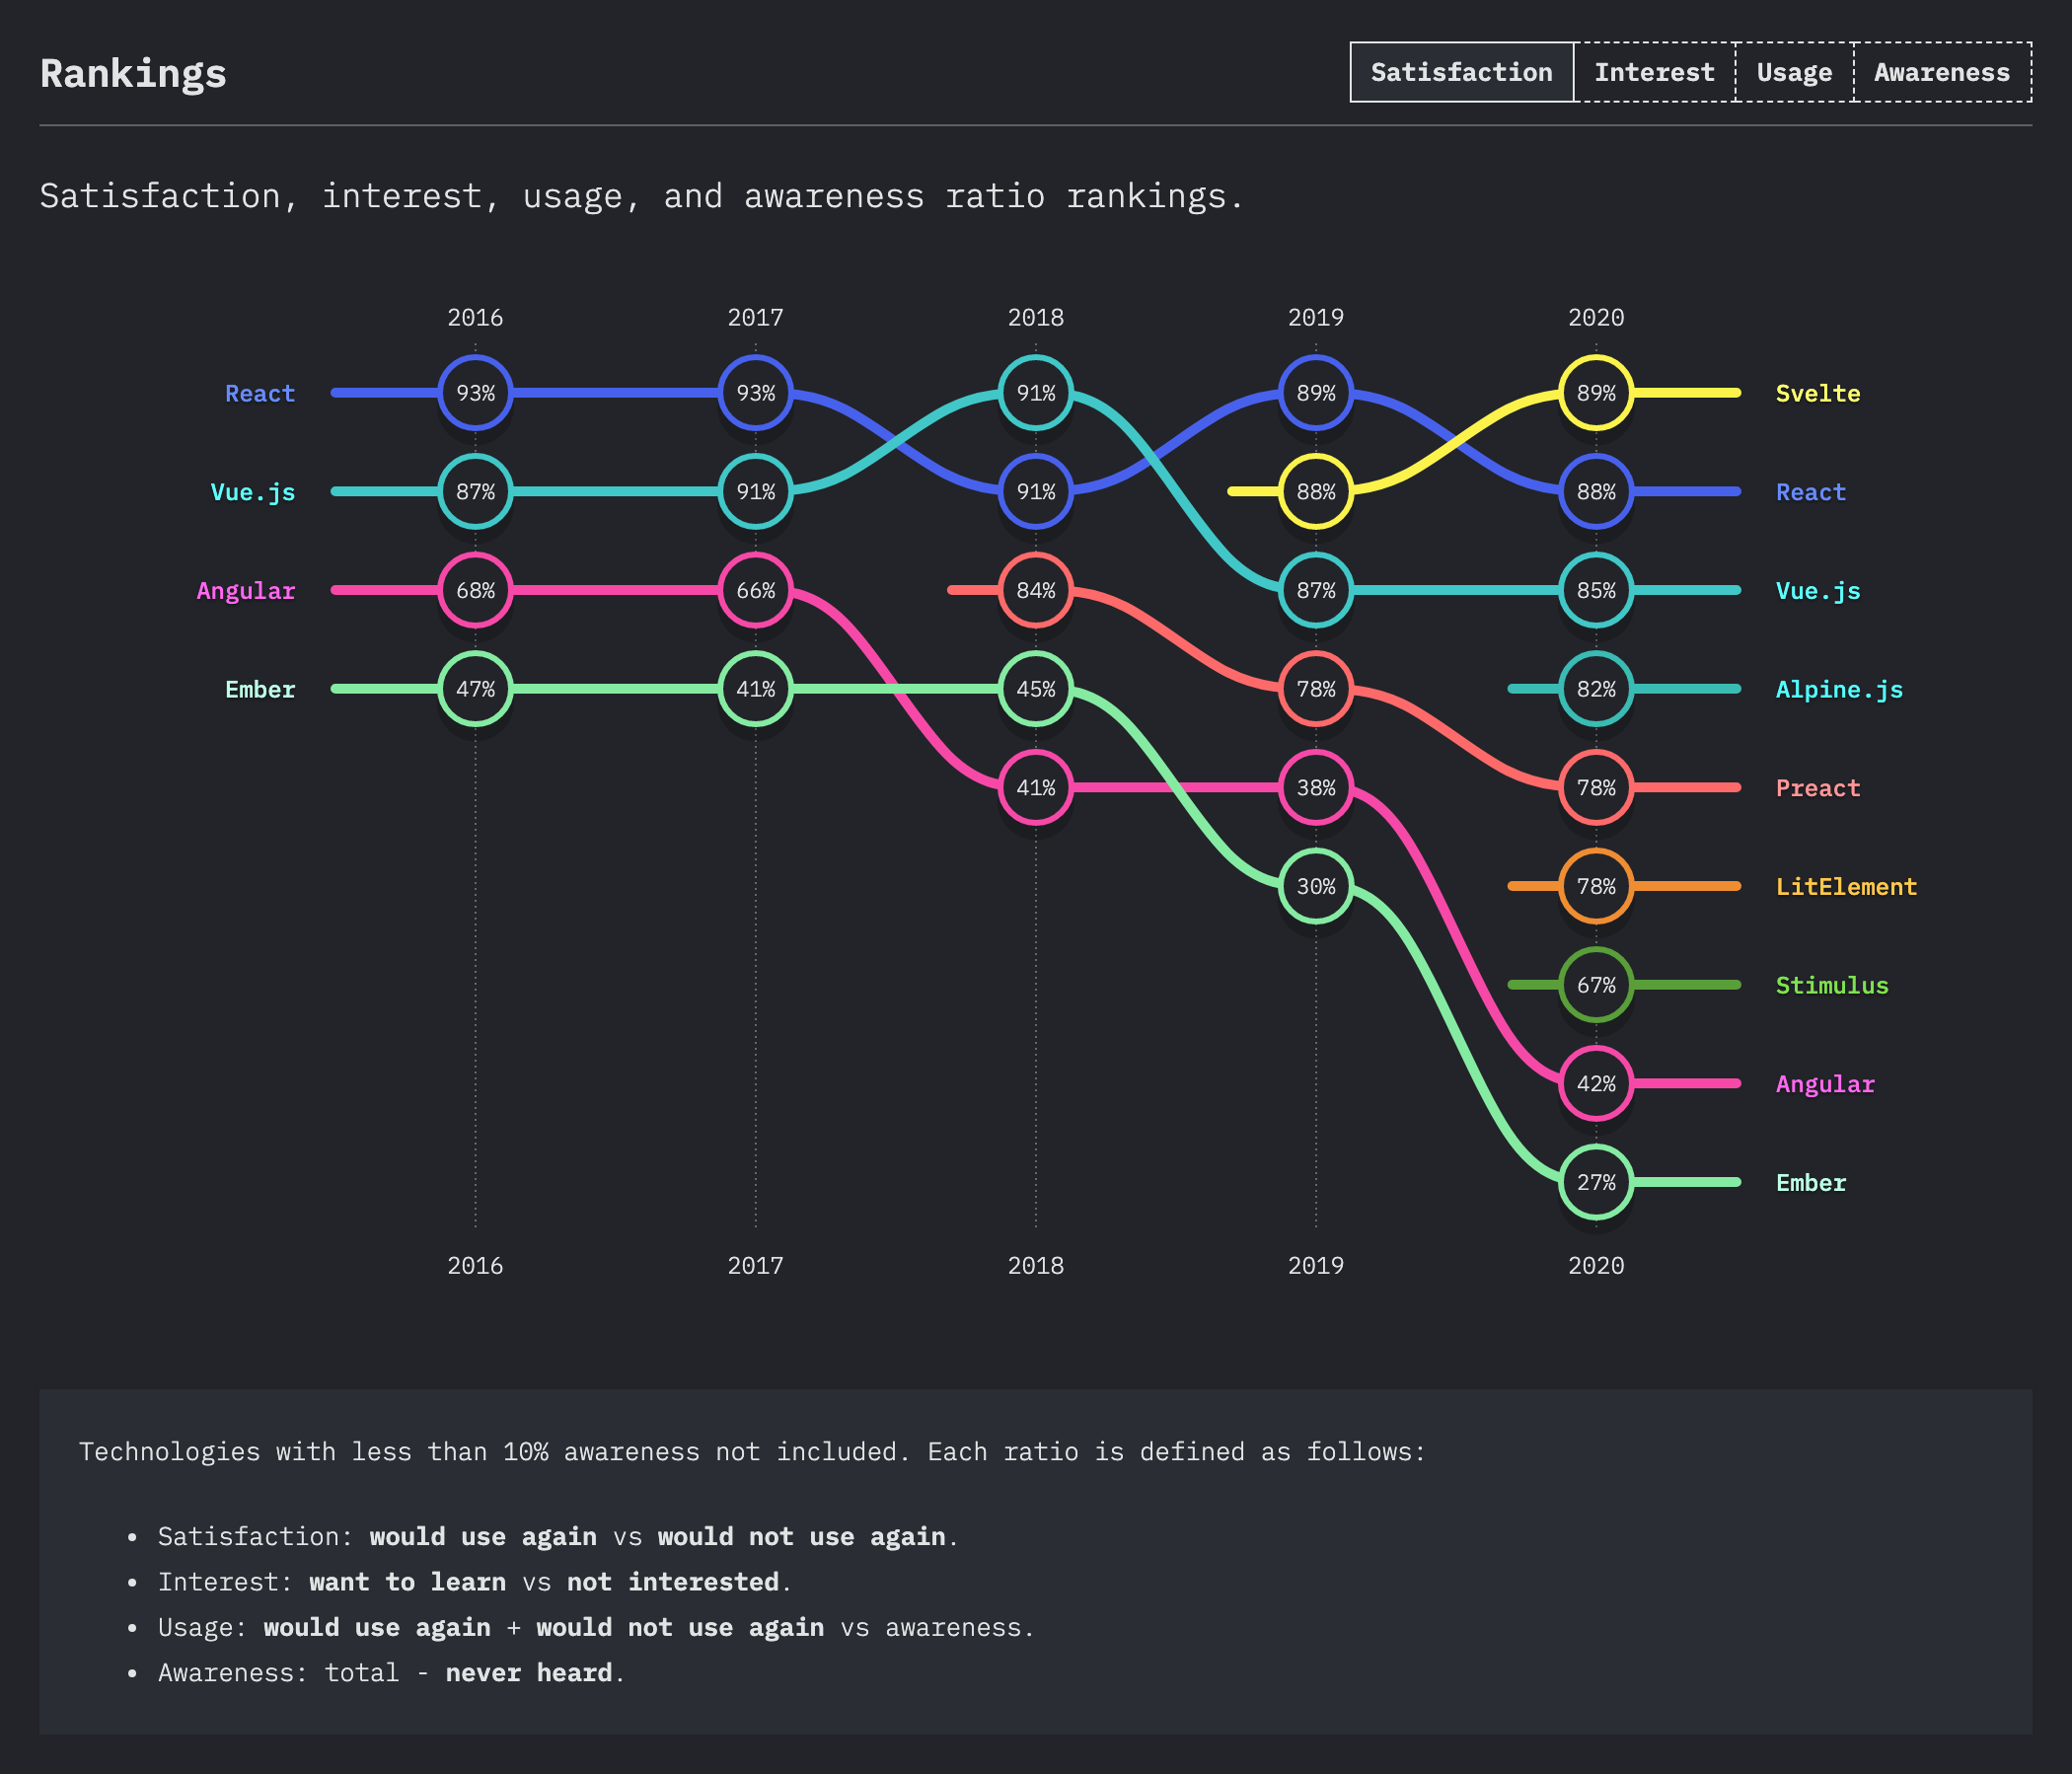 Rankings
Satisfaction Interest Usage Awareness
Satisfaction, interest, usage, and awareness ratio rankings.
2016 2017 2018 2019 2020
React 93% 93% 91% 89% 89% Svelte
Vue.js 87% 91% 91% 88% 88% React
Angular 68% 66% 84% 87% 85% Vue.js
Ember 47% 41% 45% 78% 82% Alpine.js
41% 38% 78% Preact
30% 78% LitElement
67% Stimulus
42% Angular
27% Ember
2016 2017 2018 2019 2020
Technologies with less than 10% awareness not included. Each ratio is defined as follows:
• Satisfaction: would use again vs would not use again.
• Interest: want to learn vs not interested.
• Usage: would use again + would not use again vs awareness.
• Awareness: total - never heard.